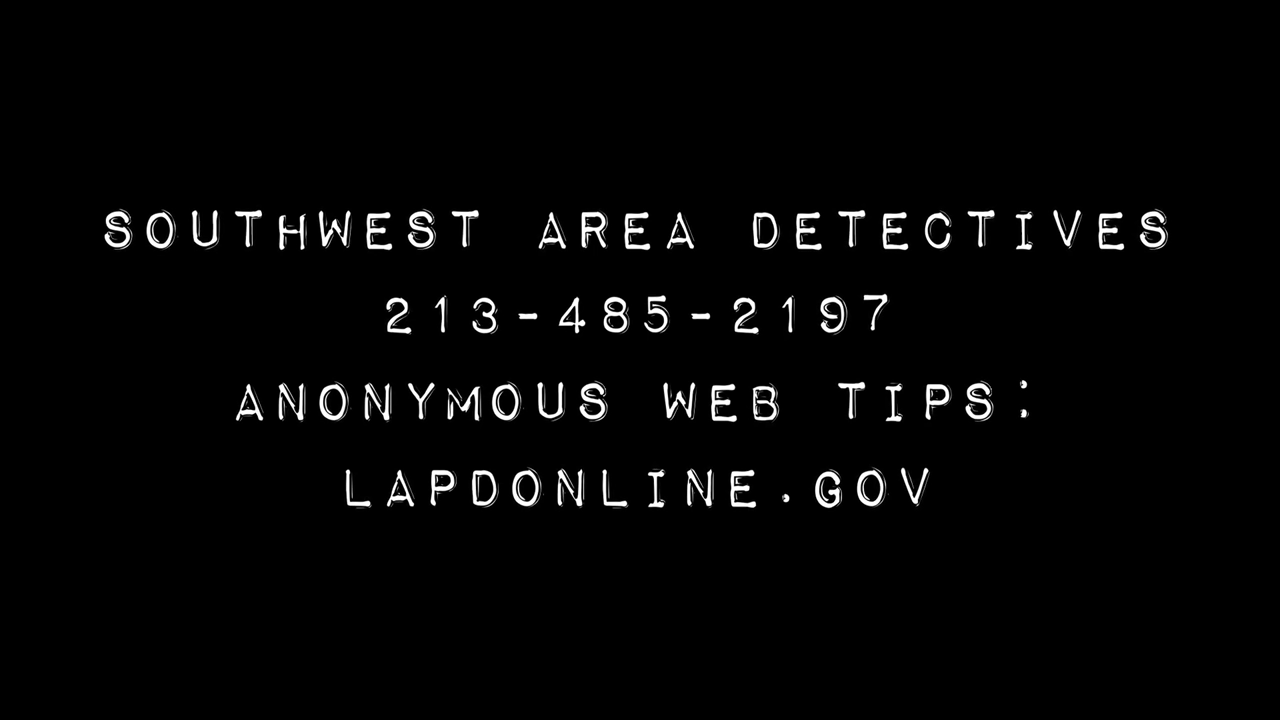 SOUTHWEST AREA DETECTIVES
213-485-2197
ANONYMOUS WEB TIPS:
LAPDONLINE.GOV